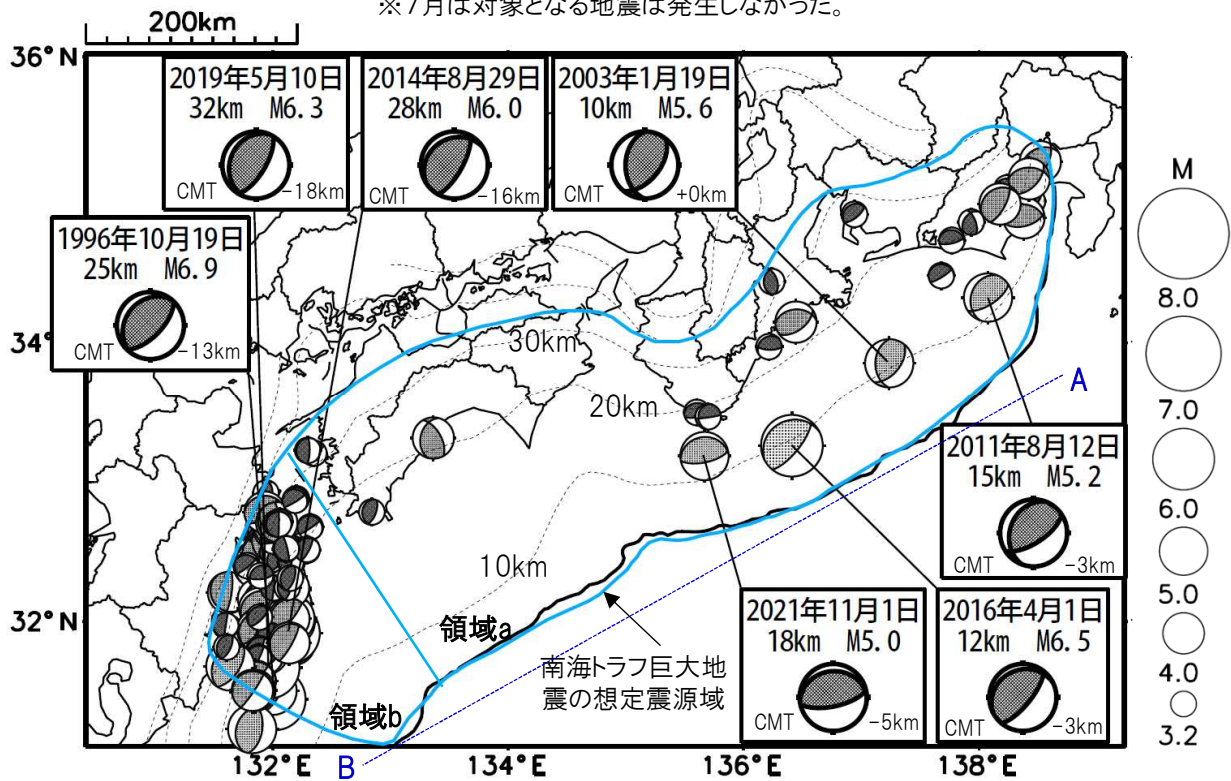 ※7月は対象となる地震は発生しなかった。
200km
36°N
2019年5月10日
32km M6.3
CMT
-18km
2014年8月29日
28km M6.0
CMT
-16km
2003年1月19日
10km M5.6
CMT
+0km
M
8.0
7.0
6.0
5.0
4.0
3.2
1996年10月19日
25km M6.9
CMT
-13km
34°
30km
20km
10km
A
2011年8月12日
15km M5.2
CMT
-3km
32°N
領域a
領域b
南海トラフ巨大地
震の想定震源域
2021年11月1日
18km M5.0
CMT
-5km
2016年4月1日
12km M6.5
CMT
-3km
B
132°E
134°E
136°E
138°E